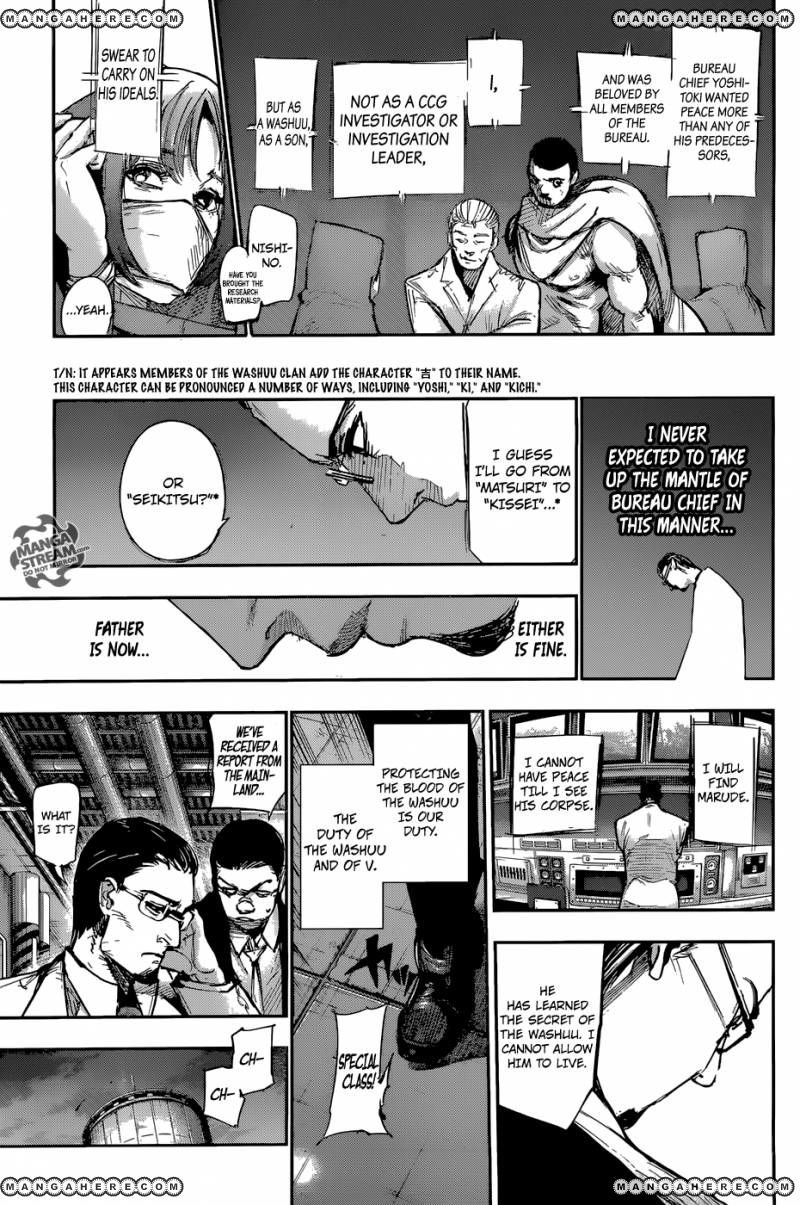 MANGAHERE.COM
MANGAHERE.COM
BUREAU
CHIEF YOSHI-
TOKI WANTED
PEACE MORE
THAN ANY OF
HIS PREDECES-
SORS,
AND WAS
BELOVED BY
ALL MEMBERS
OF THE
BUREAU.
I,
NOT AS A CCG
INVESTIGATOR OR
INVESTIGATION
LEADER,
BUT AS
A WASHUU,
AS A SON,
SWEAR TO
CARRY ON
HIS IDEALS.
NISHI-
NO.
HAVE YOU
BROUGHT THE
RESEARCH
MATERIALS?
...YEAH.
T/N: IT APPEARS MEMBERS OF THE WASHUU CLAN ADD THE CHARACTER "吉" TO THEIR NAME.
THIS CHARACTER CAN BE PRONOUNCED A NUMBER OF WAYS, INCLUDING "YOSHI," "KI," AND "KICHI."
I NEVER
EXPECTED TO TAKE
UP THE MANTLE OF
BUREAU CHIEF IN
THIS MANNER...
I GUESS
I'LL GO FROM
"MATSURI" TO
"KISSEI"...*
OR
"SEIKITSU?"*
MANGA
STREAM.com
DO NOT MIRROR
EITHER
IS FINE.
FATHER
IS NOW...
I WILL
FIND
MARUDE.
I CANNOT
HAVE PEACE
TILL I SEE
HIS CORPSE.
HE
HAS LEARNED
THE SECRET OF
THE WASHUU. I
CANNOT ALLOW
HIM TO LIVE.
PROTECTING
THE BLOOD OF
THE WASHUU
IS OUR
DUTY.
THE
DUTY OF
THE WASHUU
AND OF V.
SPECIAL
CLASS!
WE'VE
RECEIVED A
REPORT FROM
THE MAIN-
LAND...
WHAT
IS IT?
CH-
CH-
MANGAHERE.COM
MANGAHERE.COM